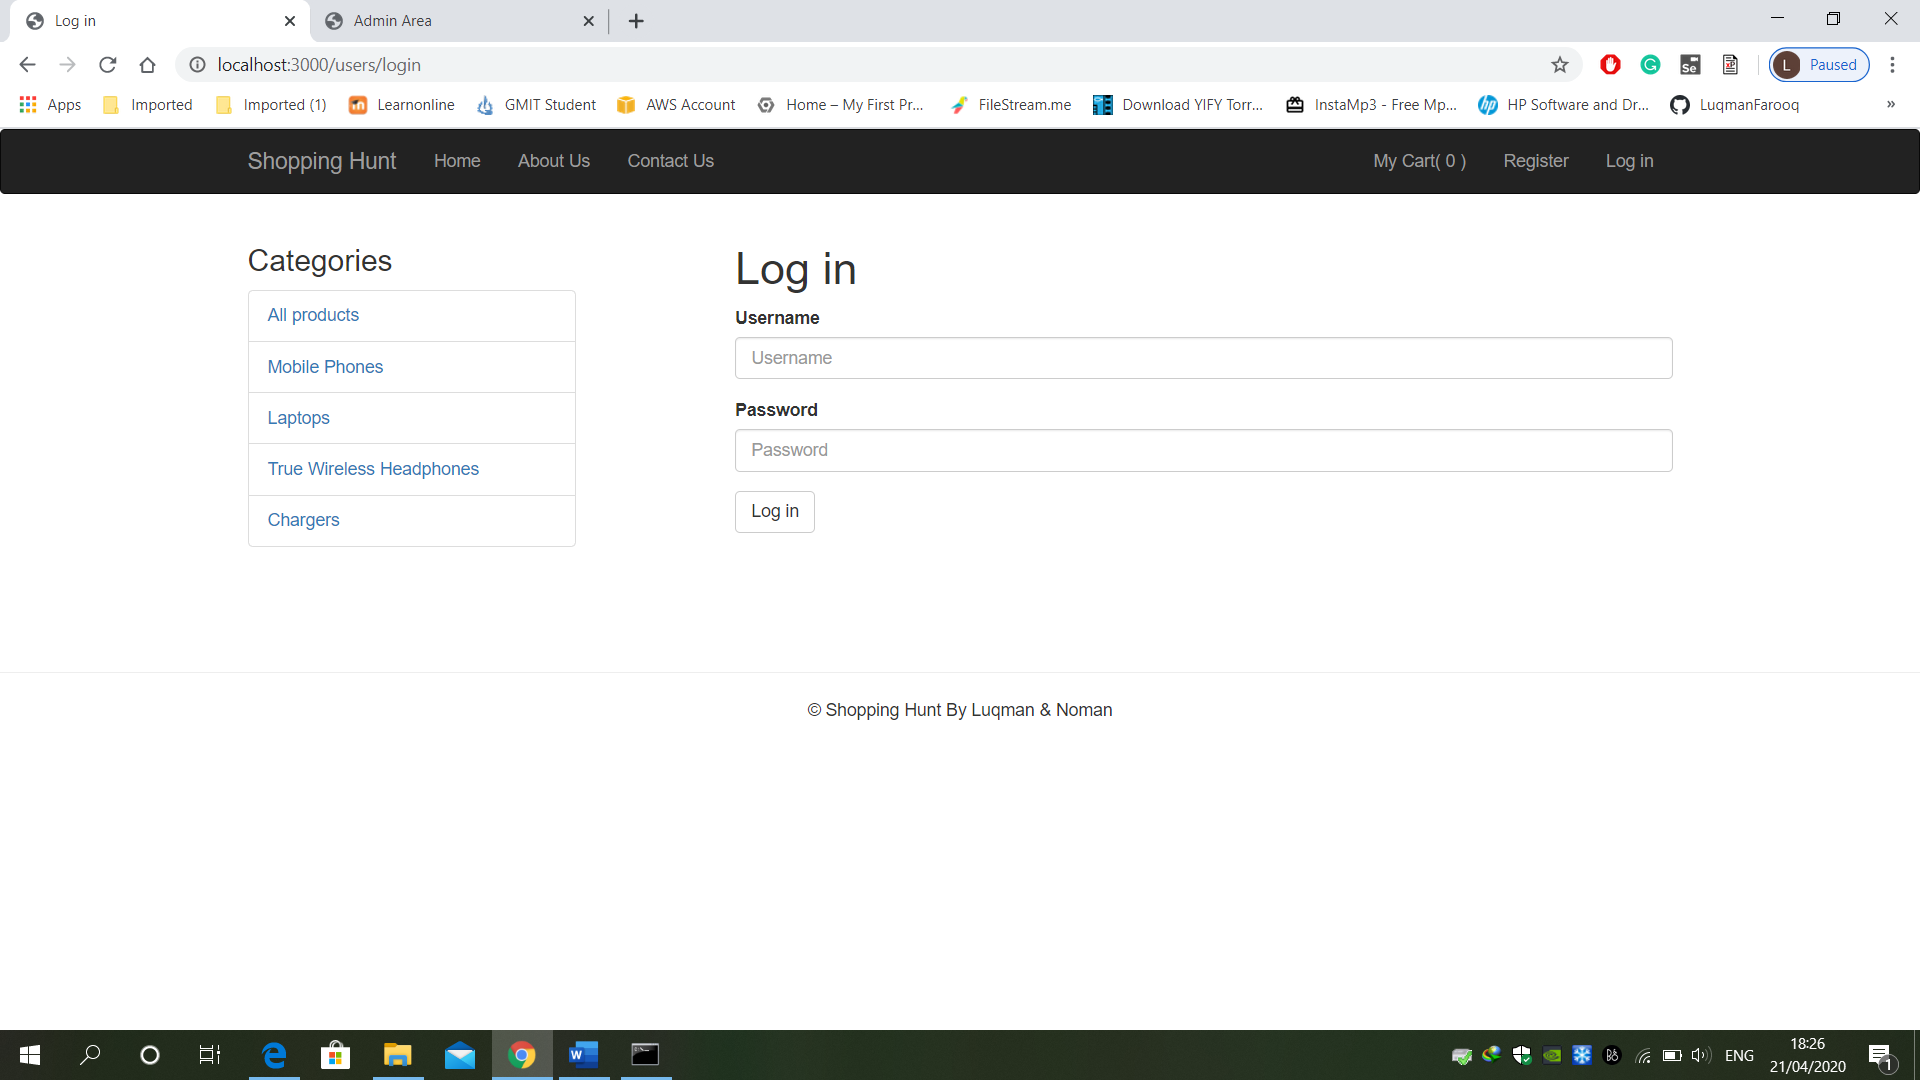 Log in
Admin Area
localhost:3000/users/login
L Paused
Apps Imported Imported (1) Learnonline GMIT Student AWS Account Home – My First Pr... FileStream.me Download YIFY Torr... InstaMp3 - Free Mp... HP Software and Dr... LuqmanFarooq »
Shopping Hunt Home About Us Contact Us My Cart( 0 ) Register Log in
Categories
All products
Mobile Phones
Laptops
True Wireless Headphones
Chargers
Log in
Username
Username
Password
Password
Log in
© Shopping Hunt By Luqman & Noman
ENG
18:26
21/04/2020
1